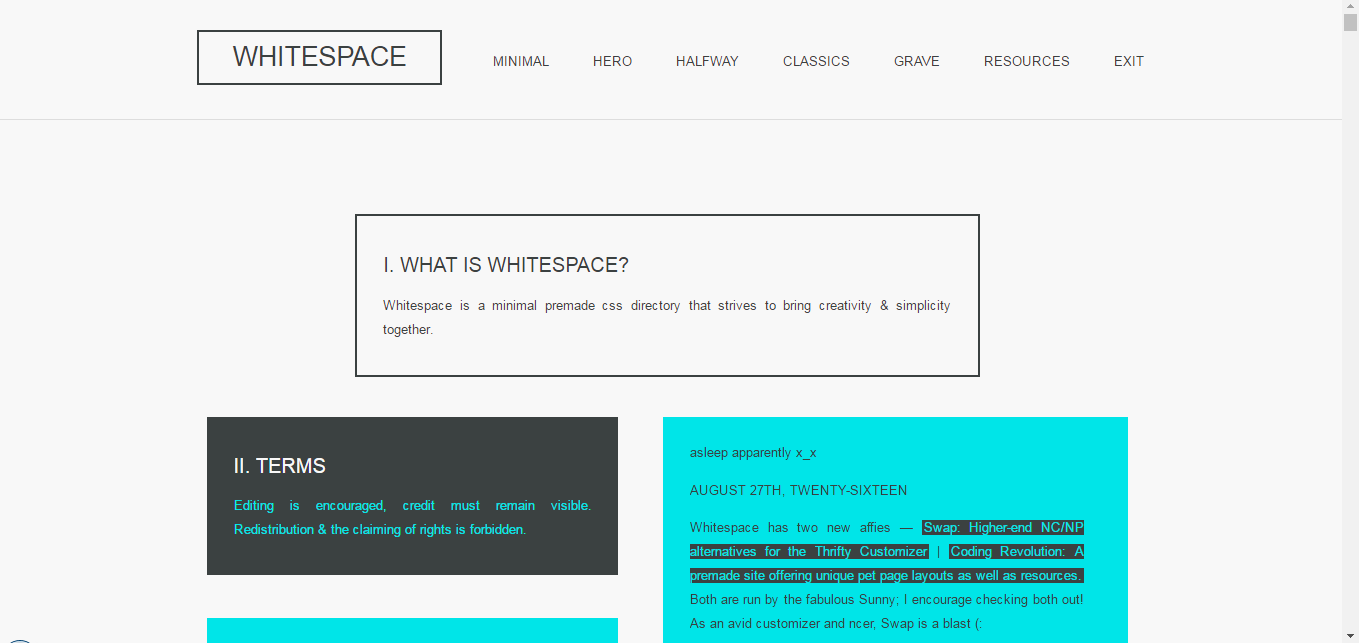 WHITESPACE
MINIMAL HERO HALFWAY CLASSICS GRAVE RESOURCES EXIT
I. WHAT IS WHITESPACE?
Whitespace is a minimal premade css directory that strives to bring creativity & simplicity
together.
II. TERMS
Editing is encouraged, credit must remain visible.
Redistribution & the claiming of rights is forbidden.
asleep apparently x_x
AUGUST 27TH, TWENTY-SIXTEEN
Whitespace has two new affies — Swap: Higher-end NC/NP
alternatives for the Thrifty Customizer | Coding Revolution: A
premade site offering unique pet page layouts as well as resources.
Both are run by the fabulous Sunny; I encourage checking both out!
As an avid customizer and ncer, Swap is a blast (: